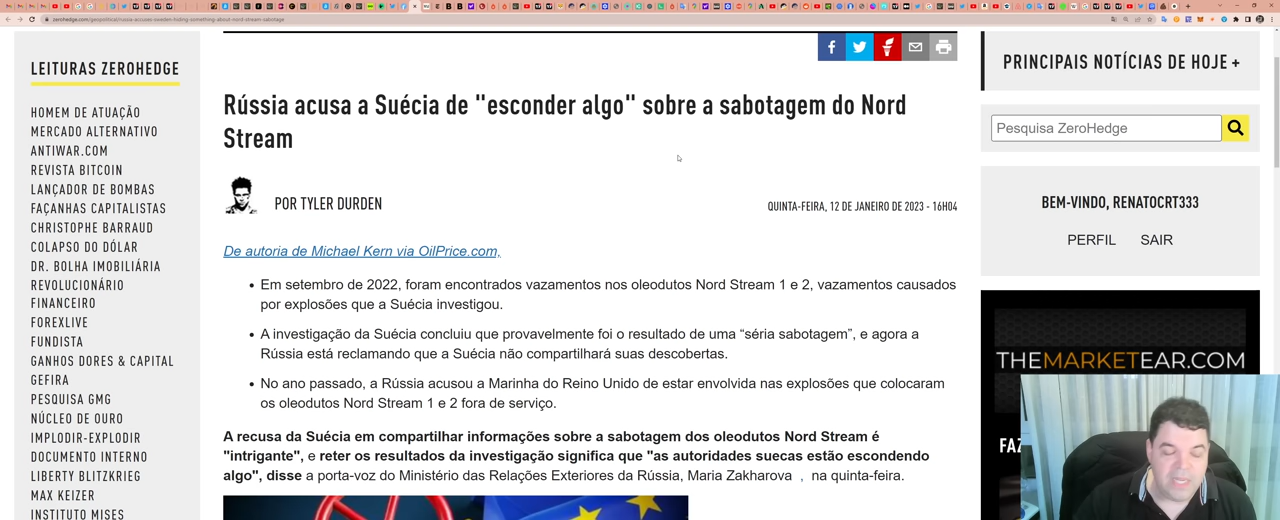 zerohedge.com/geopolitical/russia-accuses-sweden-hiding-something-about-nord-stream-sabotage
LEITURAS ZEROHEDGE
HOMEM DE ATUAÇÃO
MERCADO ALTERNATIVO
ANTIWAR.COM
REVISTA BITCOIN
LANÇADOR DE BOMBAS
FAÇANHAS CAPITALISTAS
CHRISTOPHE BARRAUD
COLAPSO DO DÓLAR
DR. BOLHA IMOBILIÁRIA
REVOLUCIONÁRIO
FINANCEIRO
FOREXLIVE
FUNDISTA
GANHOS DORES & CAPITAL
GEFIRA
PESQUISA GMG
NÚCLEO DE OURO
IMPLODIR-EXPLODIR
DOCUMENTO INTERNO
LIBERTY BLITZKRIEG
MAX KEIZER
INSTITUTO MISES
Rússia acusa a Suécia de "esconder algo" sobre a sabotagem do Nord
Stream
POR TYLER DURDEN
QUINTA-FEIRA, 12 DE JANEIRO DE 2023 - 16H04
De autoria de Michael Kern via OilPrice.com,
• Em setembro de 2022, foram encontrados vazamentos nos oleodutos Nord Stream 1 e 2, vazamentos causados
por explosões que a Suécia investigou.
• A investigação da Suécia concluiu que provavelmente foi o resultado de uma “séria sabotagem”, e agora a
Rússia está reclamando que a Suécia não compartilhará suas descobertas.
• No ano passado, a Rússia acusou a Marinha do Reino Unido de estar envolvida nas explosões que colocaram
os oleodutos Nord Stream 1 e 2 fora de serviço.
A recusa da Suécia em compartilhar informações sobre a sabotagem dos oleodutos Nord Stream é
"intrigante", e reter os resultados da investigação significa que "as autoridades suecas estão escondendo
algo", disse a porta-voz do Ministério das Relações Exteriores da Rússia, Maria Zakharova , na quinta-feira.
PRINCIPAIS NOTÍCIAS DE HOJE +
Pesquisa ZeroHedge
BEM-VINDO, RENATOCRT333
PERFIL SAIR
THEMARKETEAR.COM
FAZ